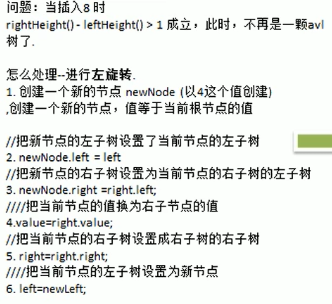 问题：当插入8 时
rightHeight() - leftHeight() > 1 成立，此时，不再是一颗avl
树了.
怎么处理--进行左旋转.
1. 创建一个新的节点 newNode (以4这个值创建)
,创建一个新的节点，值等于当前根节点的值
//把新节点的左子树设置了当前节点的左子树
2. newNode.left = left
//把新节点的右子树设置为当前节点的右子树的左子树
3. newNode.right =right.left;
////把当前节点的值换为右子节点的值
4.value=right.value;
//把当前节点的右子树设置成右子树的右子树
5. right=right.right;
////把当前节点的左子树设置为新节点
6. left=newLeft;